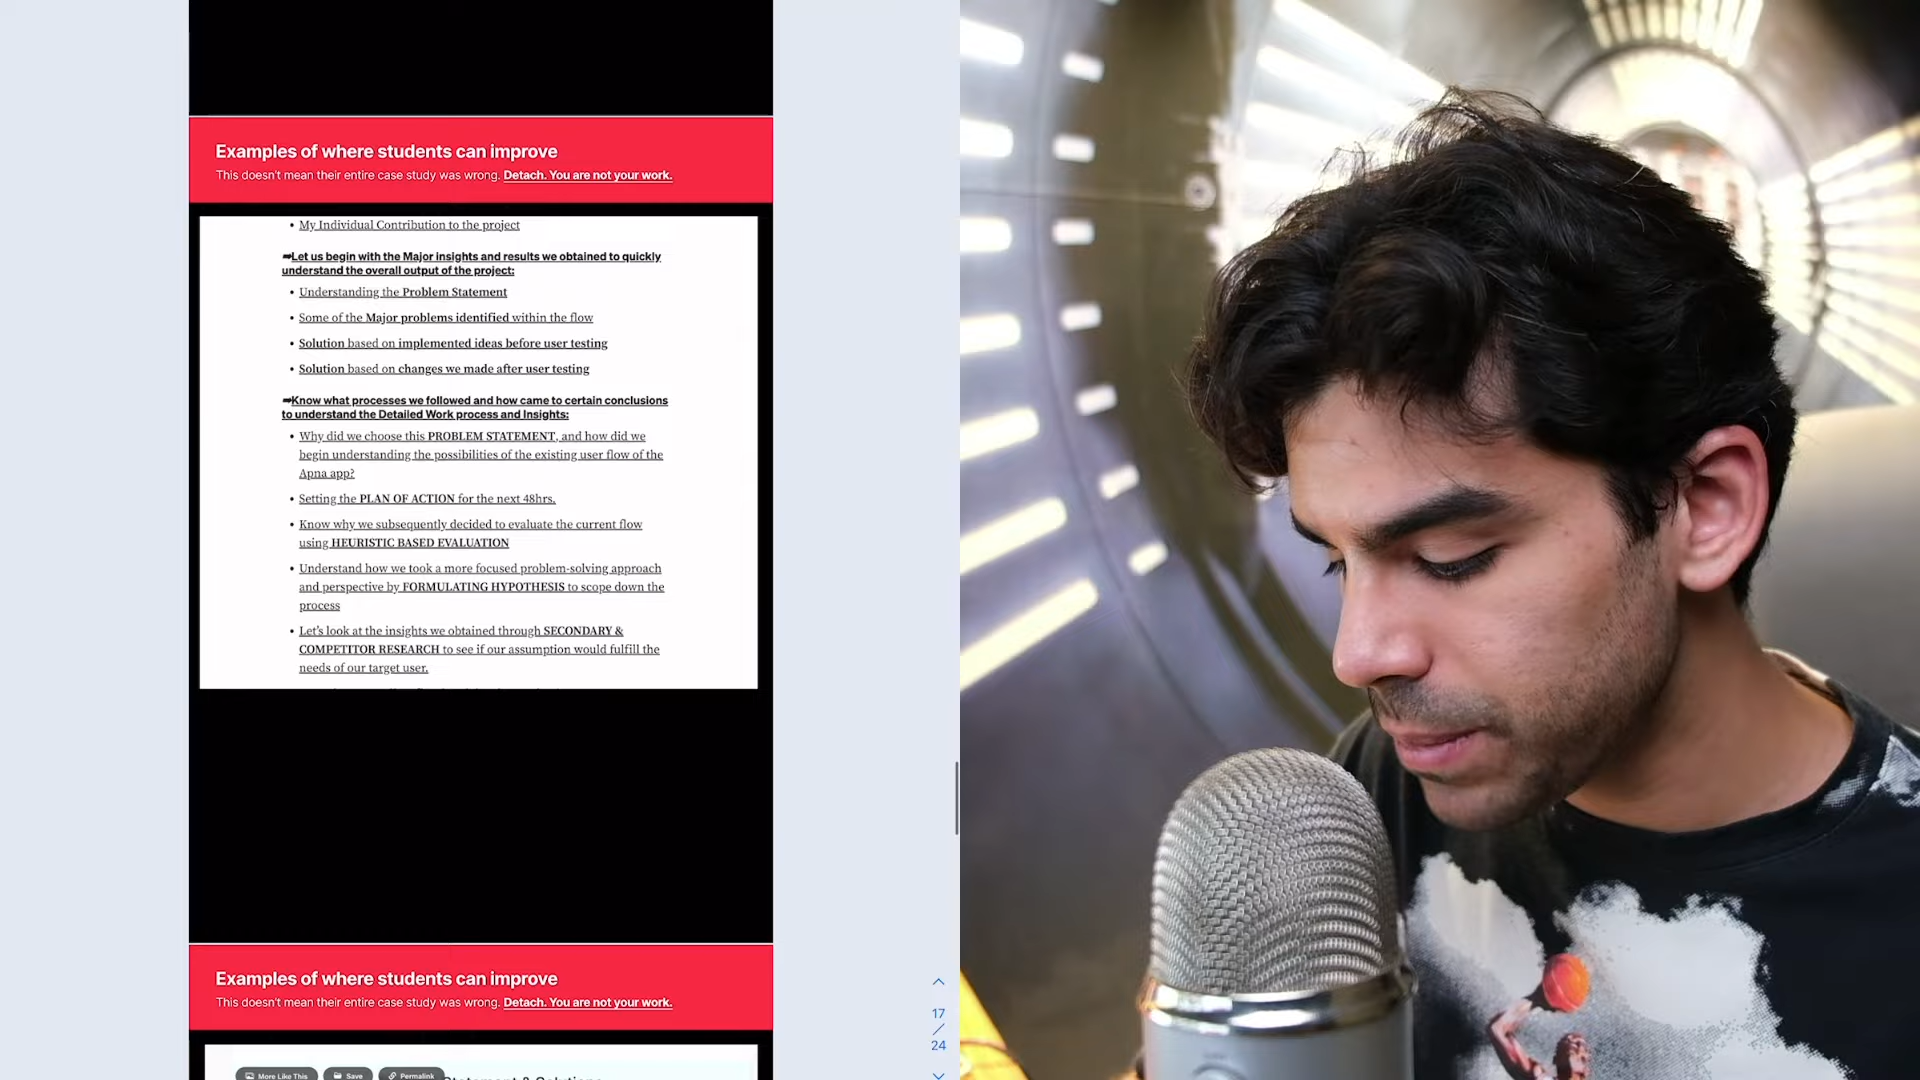 Examples of where students can improve
This doesn't mean their entire case study was wrong. Detach. You are not your work.
• My Individual Contribution to the project
➡Let us begin with the Major insights and results we obtained to quickly
understand the overall output of the project:
• Understanding the Problem Statement
• Some of the Major problems identified within the flow
• Solution based on implemented ideas before user testing
• Solution based on changes we made after user testing
➡Know what processes we followed and how came to certain conclusions
to understand the Detailed Work process and Insights:
• Why did we choose this PROBLEM STATEMENT, and how did we
begin understanding the possibilities of the existing user flow of the
Apna app?
• Setting the PLAN OF ACTION for the next 48hrs.
• Know why we subsequently decided to evaluate the current flow
using HEURISTIC BASED EVALUATION
• Understand how we took a more focused problem-solving approach
and perspective by FORMULATING HYPOTHESIS to scope down the
process
• Let's look at the insights we obtained through SECONDARY &
COMPETITOR RESEARCH to see if our assumption would fulfill the
needs of our target user.
Examples of where students can improve
This doesn't mean their entire case study was wrong. Detach. You are not your work.
17
/
24
More Like This
Save
Permalink